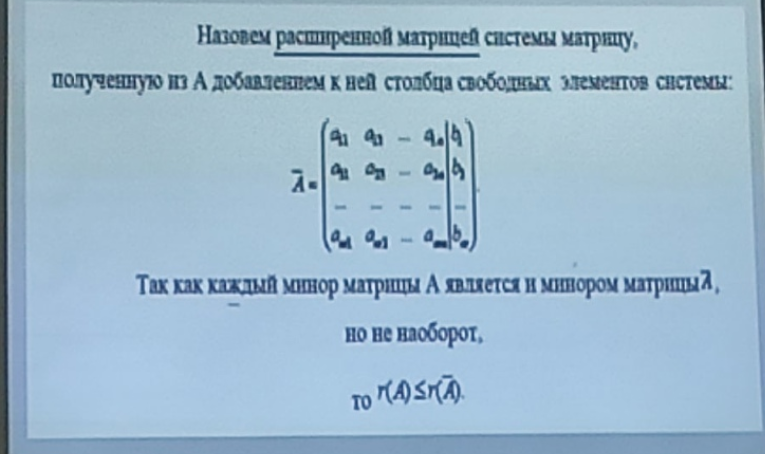 Назовем расширенной матрицей системы матрицу,
полученную из А добавлением к ней столбца свободных элементов системы:
Ā =
Так как каждый минор матрицы А является и минором матрицы Ā,
но не наоборот,
то r(A) ≤ r(Ā).